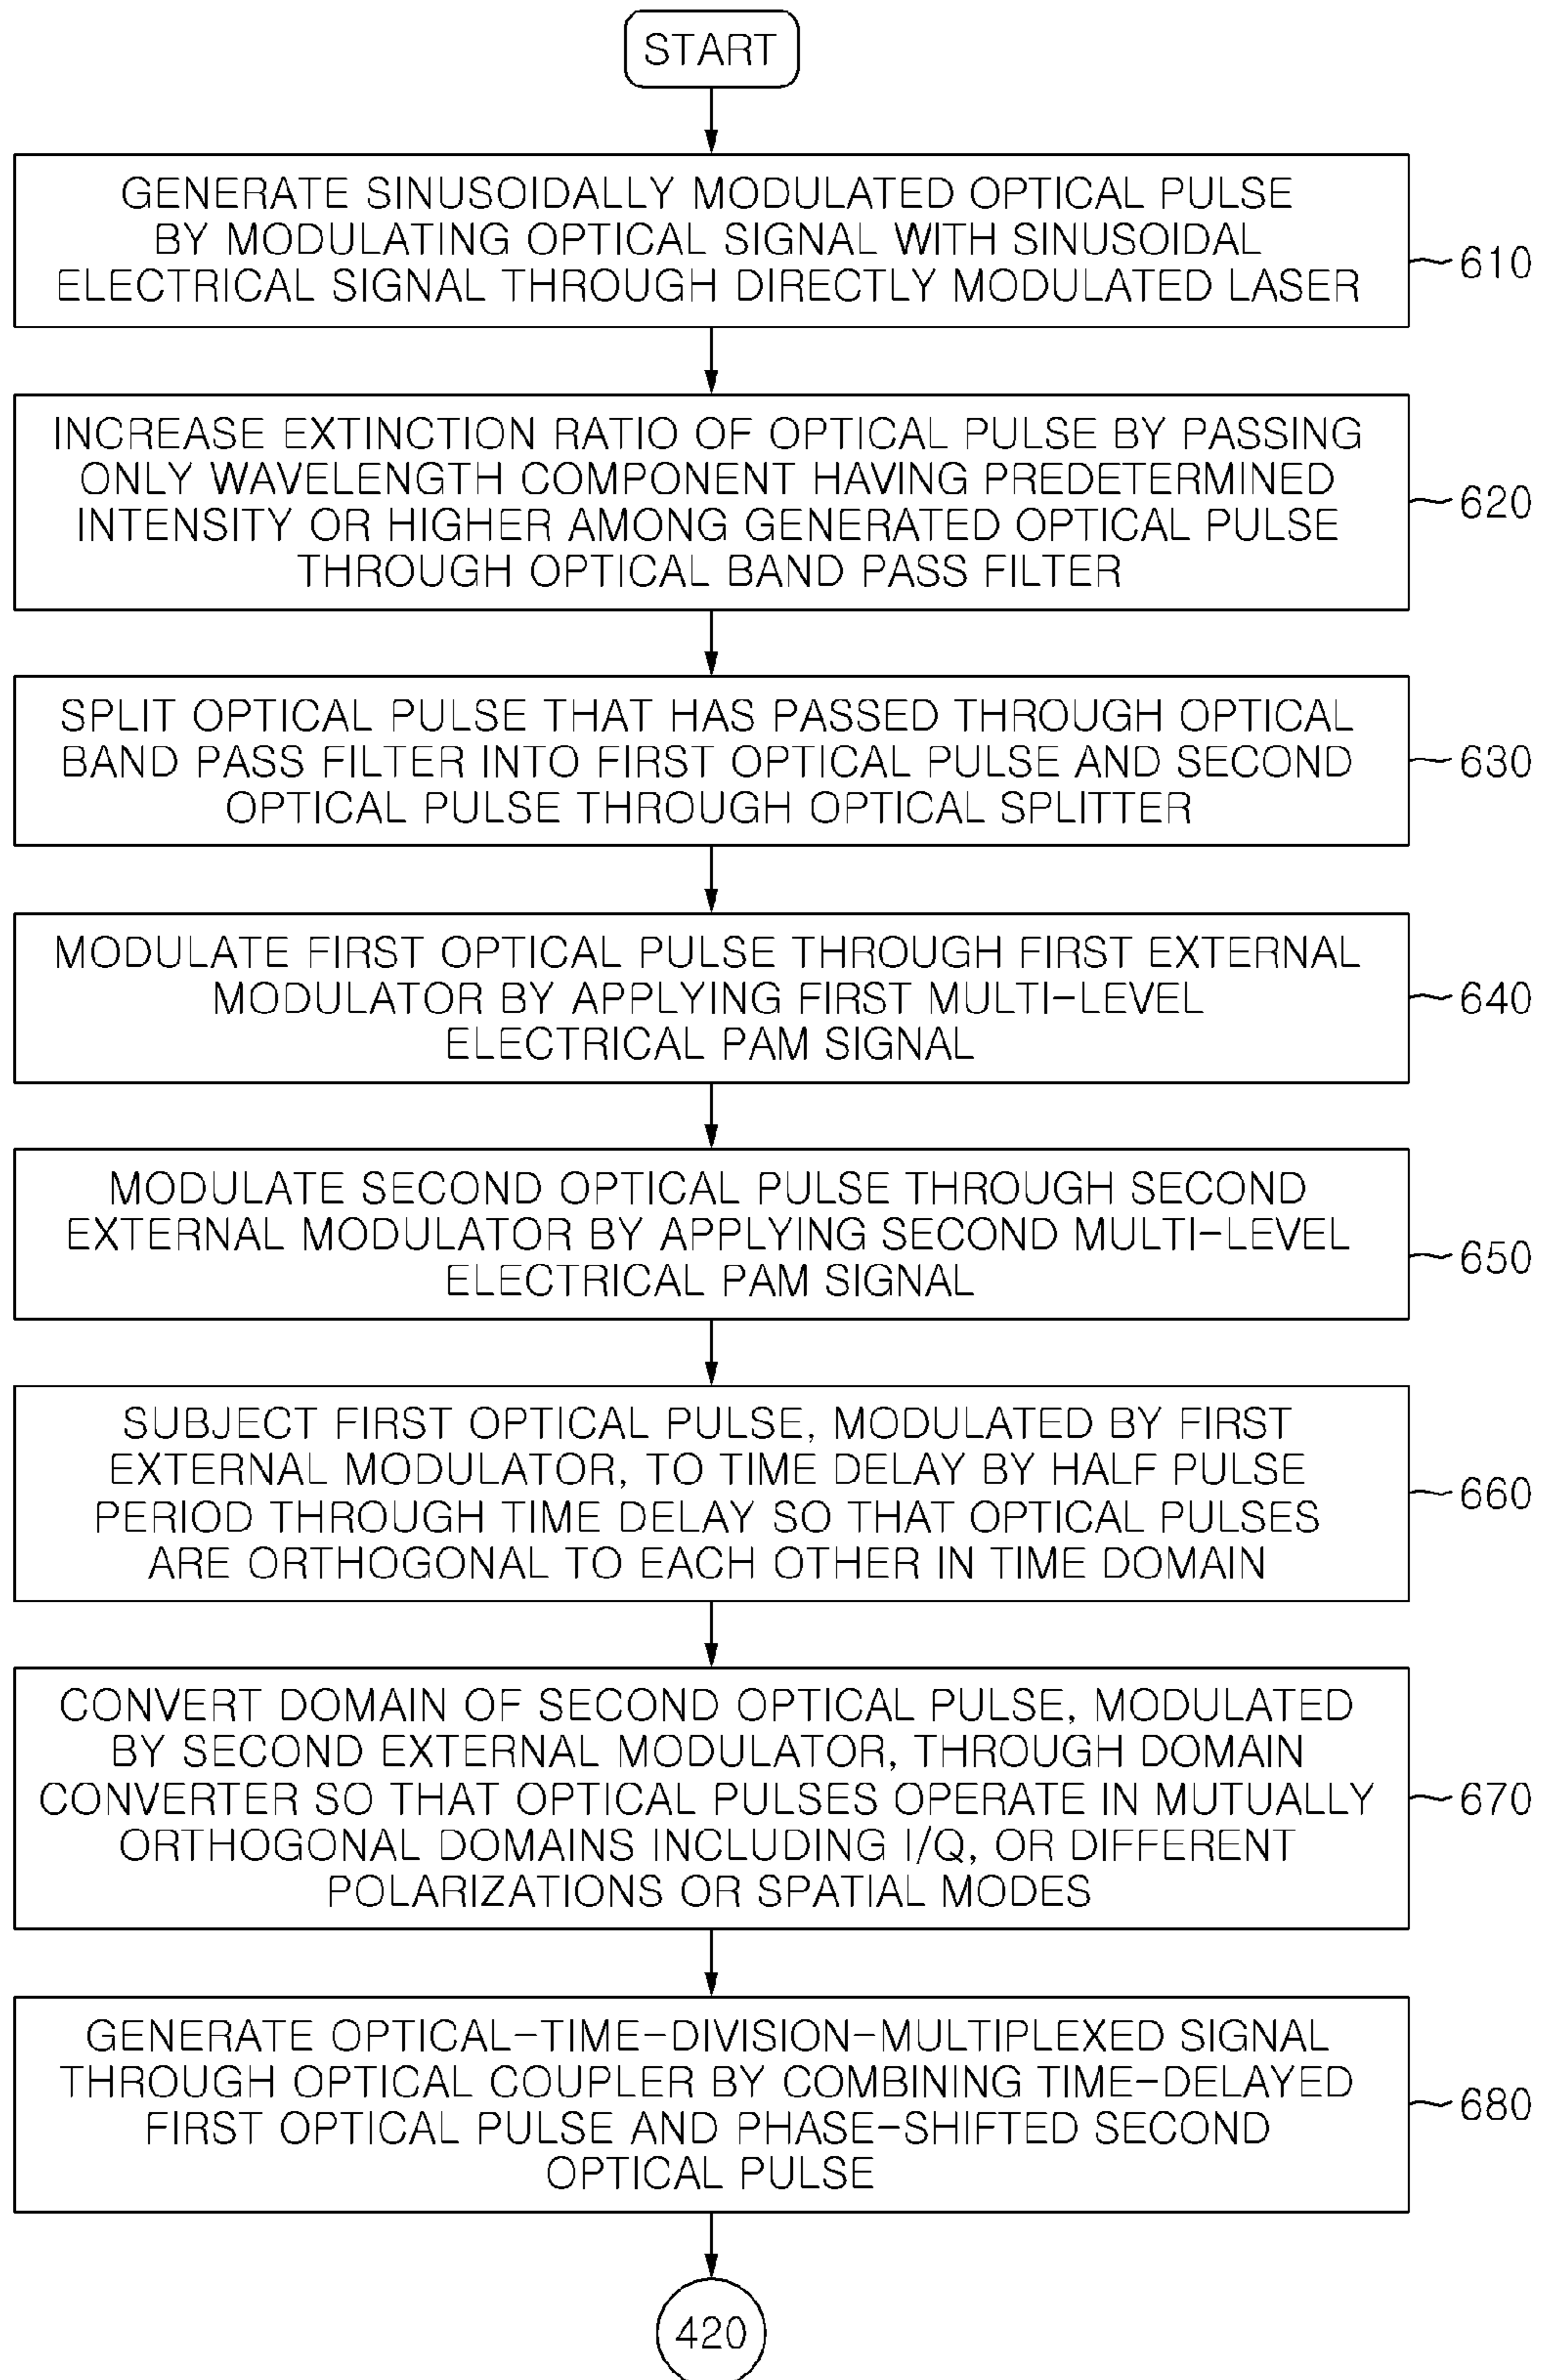 START
GENERATE SINUSOIDALLY MODULATED OPTICAL PULSE
BY MODULATING OPTICAL SIGNAL WITH SINUSOIDAL
ELECTRICAL SIGNAL THROUGH DIRECTLY MODULATED LASER
610
INCREASE EXTINCTION RATIO OF OPTICAL PULSE BY PASSING
ONLY WAVELENGTH COMPONENT HAVING PREDETERMINED
INTENSITY OR HIGHER AMONG GENERATED OPTICAL PULSE
THROUGH OPTICAL BAND PASS FILTER
620
SPLIT OPTICAL PULSE THAT HAS PASSED THROUGH OPTICAL
BAND PASS FILTER INTO FIRST OPTICAL PULSE AND SECOND
OPTICAL PULSE THROUGH OPTICAL SPLITTER
630
MODULATE FIRST OPTICAL PULSE THROUGH FIRST EXTERNAL
MODULATOR BY APPLYING FIRST MULTI-LEVEL
ELECTRICAL PAM SIGNAL
640
MODULATE SECOND OPTICAL PULSE THROUGH SECOND
EXTERNAL MODULATOR BY APPLYING SECOND MULTI-LEVEL
ELECTRICAL PAM SIGNAL
650
SUBJECT FIRST OPTICAL PULSE, MODULATED BY FIRST
EXTERNAL MODULATOR, TO TIME DELAY BY HALF PULSE
PERIOD THROUGH TIME DELAY SO THAT OPTICAL PULSES
ARE ORTHOGONAL TO EACH OTHER IN TIME DOMAIN
660
CONVERT DOMAIN OF SECOND OPTICAL PULSE, MODULATED
BY SECOND EXTERNAL MODULATOR, THROUGH DOMAIN
CONVERTER SO THAT OPTICAL PULSES OPERATE IN MUTUALLY
ORTHOGONAL DOMAINS INCLUDING I/Q, OR DIFFERENT
POLARIZATIONS OR SPATIAL MODES
670
GENERATE OPTICAL-TIME-DIVISION-MULTIPLEXED SIGNAL
THROUGH OPTICAL COUPLER BY COMBINING TIME-DELAYED
FIRST OPTICAL PULSE AND PHASE-SHIFTED SECOND
OPTICAL PULSE
680
420